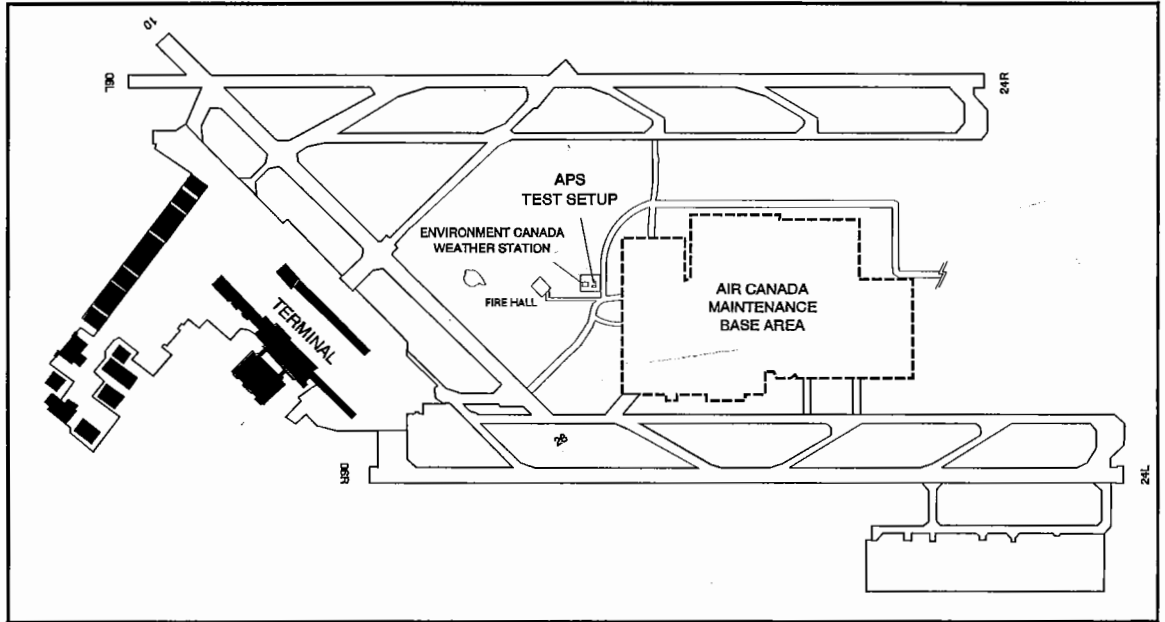 10
06L
24R
APS
TEST SETUP
ENVIRONMENT CANADA
WEATHER STATION
FIRE HALL
AIR CANADA
MAINTENANCE
BASE AREA
TERMINAL
28
06R
24L